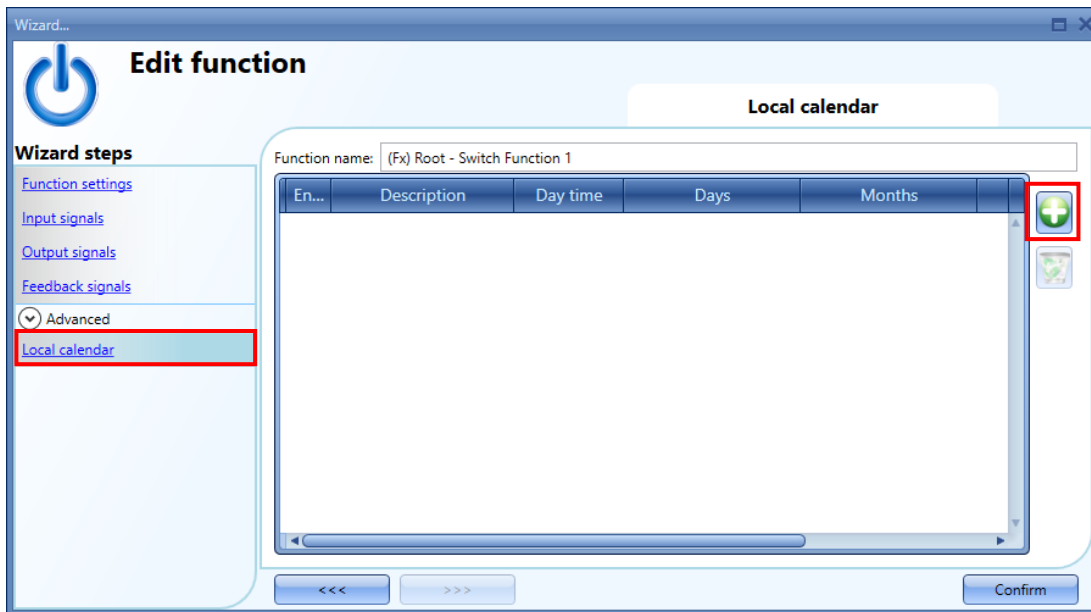 Wizard...
Edit function
Local calendar
Wizard steps
Function settings
Input signals
Output signals
Feedback signals
Advanced
Local calendar
Function name: (Fx) Root - Switch Function 1
En... Description Day time Days Months
<<< >>> Confirm